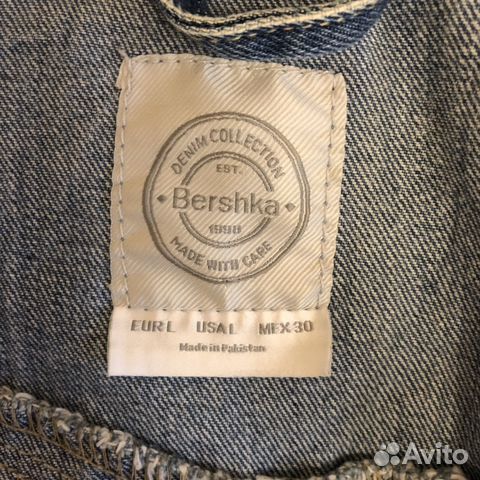 DENIM COLLECTION
EST.
Bershka
1998
MADE WITH CARE
EUR L USA L MEX 30
Made in Pakistan
Avito